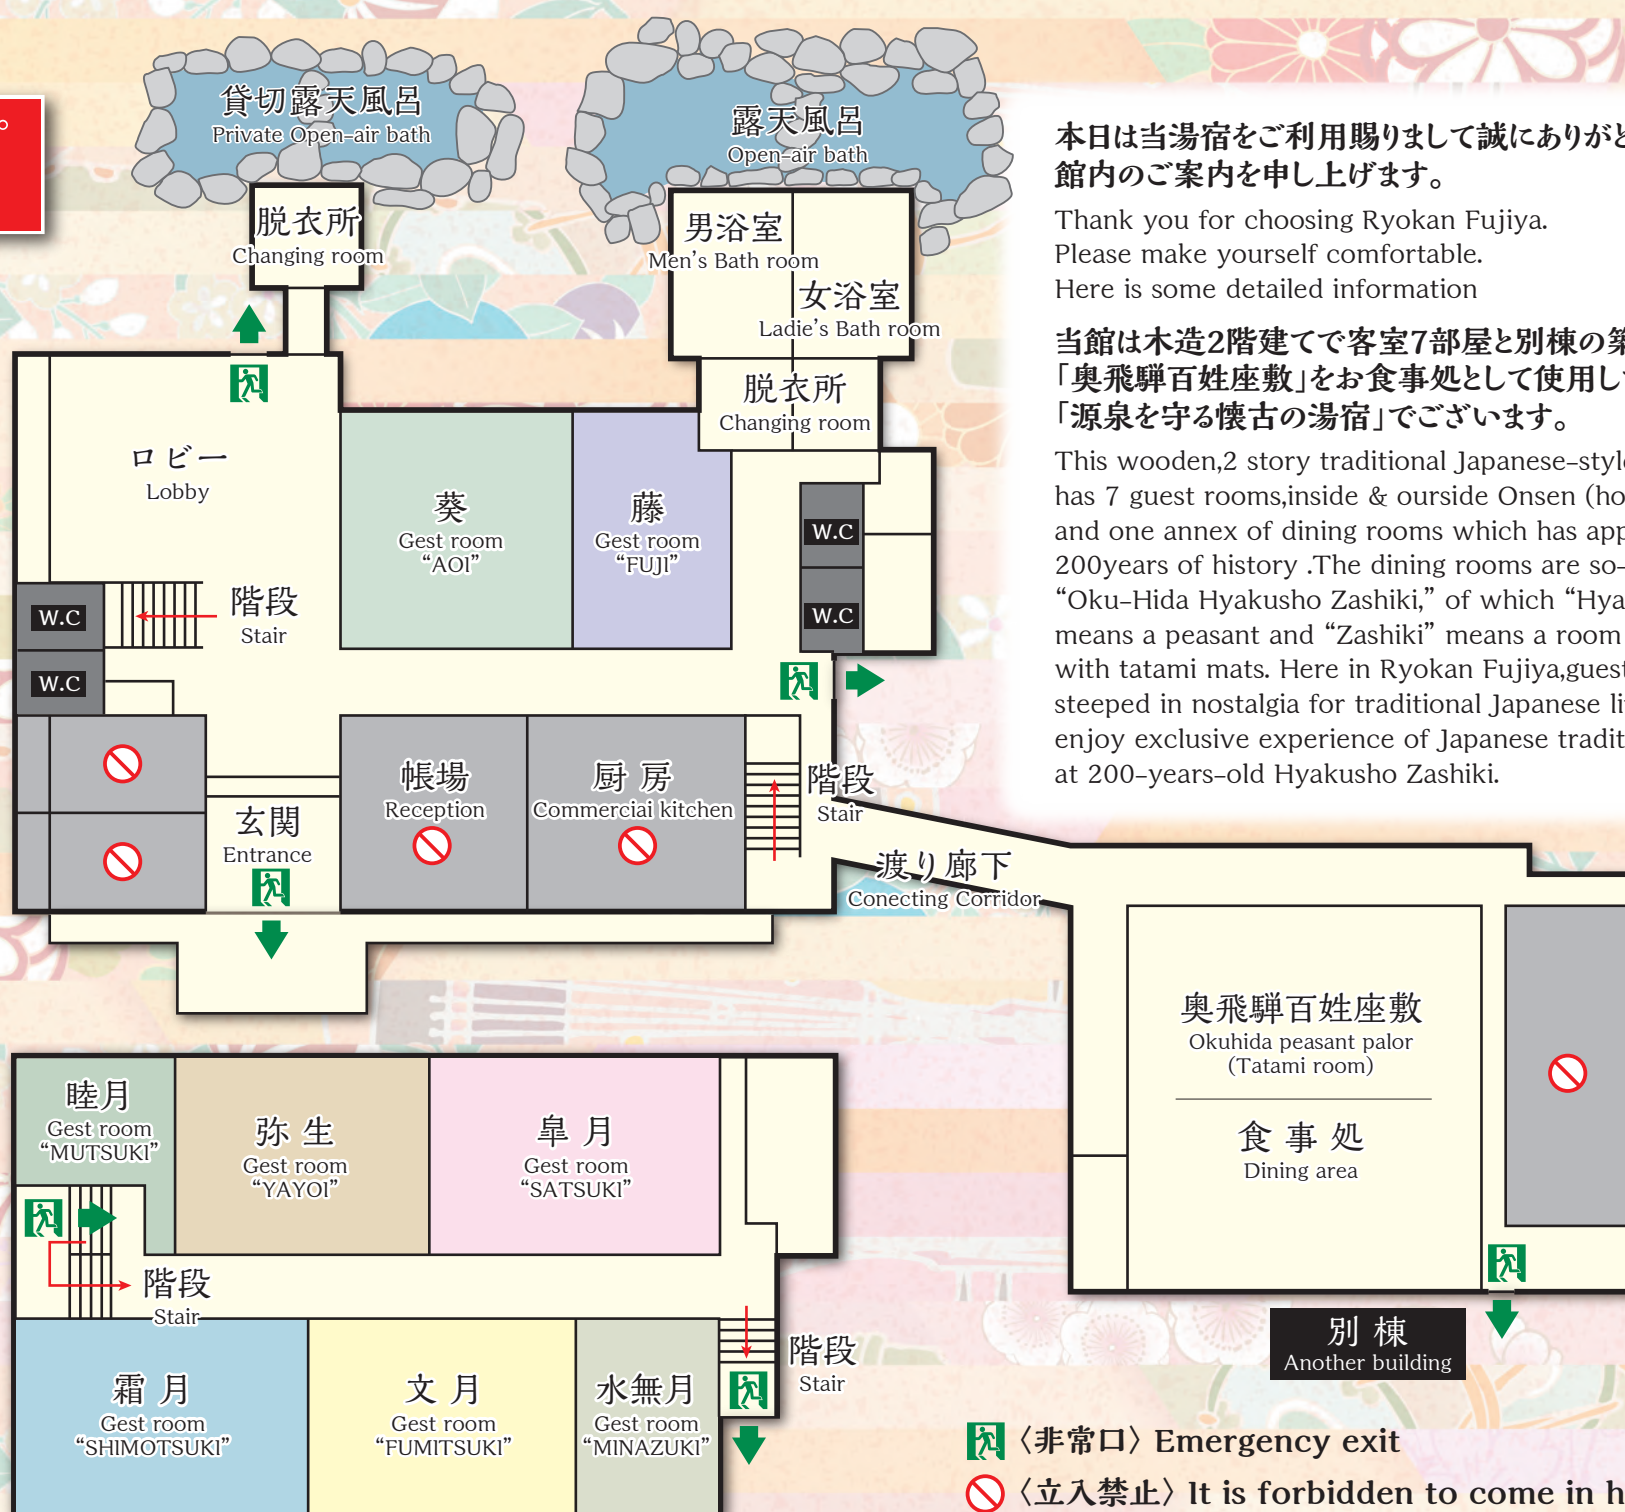 。
貸切露天風呂
Private Open-air bath
露天風呂
Open-air bath
脱衣所
Changing room
男浴室
Men's Bath room
女浴室
Ladie's Bath room
脱衣所
Changing room
ロビー
Lobby
葵
Gest room
“AOI”
藤
Gest room
“FUJI”
W.C
W.C
階段
Stair
W.C
W.C
帳場
Reception
厨房
Commerciai kitchen
階段
Stair
玄関
Entrance
渡り廊下
Conecting Corridor
本日は当湯宿をご利用賜りまして誠にありがと
館内のご案内を申し上げます。
Thank you for choosing Ryokan Fujiya.
Please make yourself comfortable.
Here is some detailed information
当館は木造2階建てで客室7部屋と別棟の築
「奥飛騨百姓座敷」をお食事処として使用し
「源泉を守る懐古の湯宿」でございます。
This wooden,2 story traditional Japanese-style
has 7 guest rooms,inside & ourside Onsen (ho
and one annex of dining rooms which has app
200years of history .The dining rooms are so-
“Oku-Hida Hyakusho Zashiki,” of which “Hya
means a peasant and “Zashiki” means a room
with tatami mats. Here in Ryokan Fujiya,guest
steeped in nostalgia for traditional Japanese li
enjoy exclusive experience of Japanese tradit
at 200-years-old Hyakusho Zashiki.
奥飛騨百姓座敷
Okuhida peasant palor
(Tatami room)
食事処
Dining area
別棟
Another building
睦月
Gest room
“MUTSUKI”
弥生
Gest room
“YAYOI”
皐月
Gest room
“SATSUKI”
階段
Stair
霜月
Gest room
“SHIMOTSUKI”
文月
Gest room
“FUMITSUKI”
水無月
Gest room
“MINAZUKI”
階段
Stair
〈非常口〉 Emergency exit
〈立入禁止〉 It is forbidden to come in h